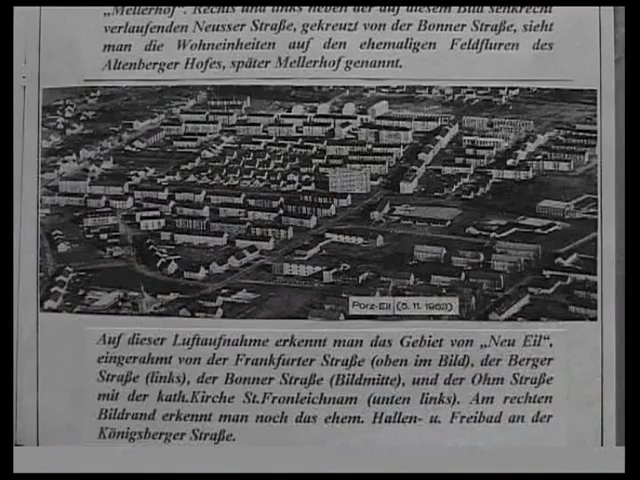 „Mellerhof". Rechts und links neben der auf diesem Bild senkrecht
verlaufenden Neusser Straße, gekreuzt von der Bonner Straße, sieht
man die Wohneinheiten auf den ehemaligen Feldfluren des
Altenberger Hofes, später Mellerhof genannt.
Porz-Eil (5. 11. 1963)
Auf dieser Luftaufnahme erkennt man das Gebiet von „Neu Eil",
eingerahmt von der Frankfurter Straße (oben im Bild), der Berger
Straße (links), der Bonner Straße (Bildmitte), und der Ohm Straße
mit der kath.Kirche St.Fronleichnam (unten links). Am rechten
Bildrand erkennt man noch das ehem. Hallen- u. Freibad an der
Königsberger Straße.